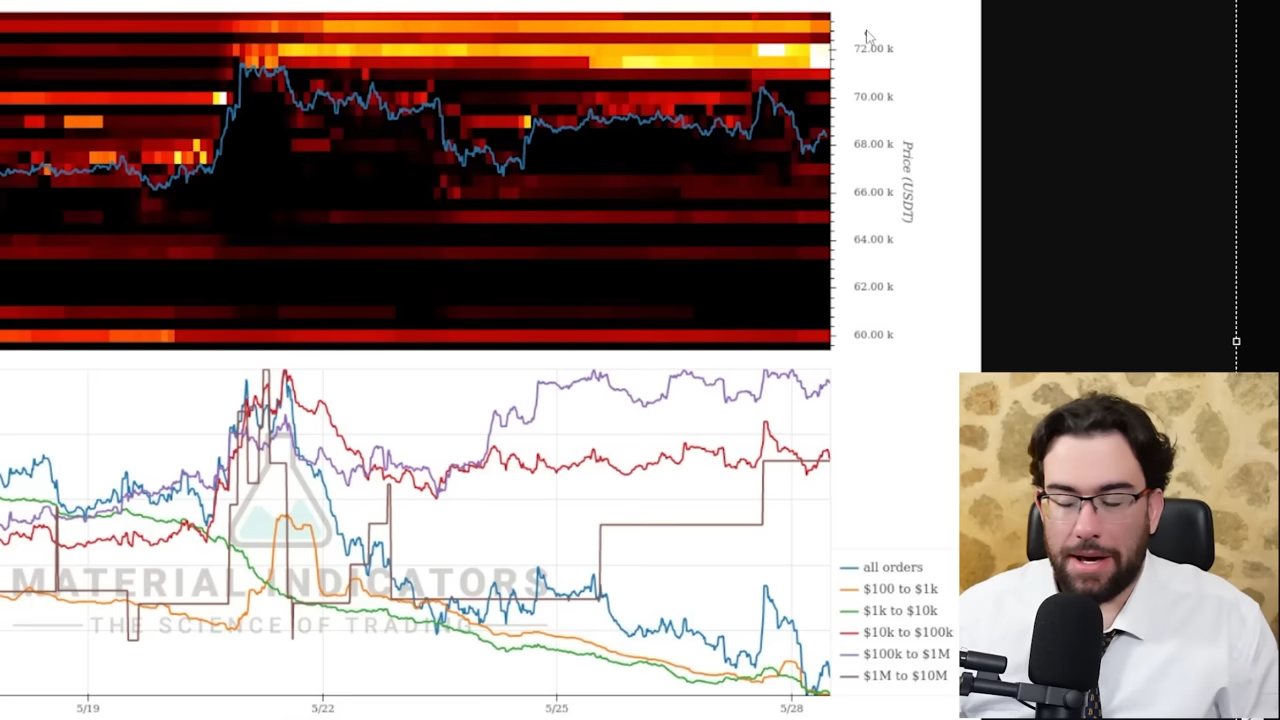 72.00 k
70.00 k
68.00 k
66.00 k
64.00 k
62.00 k
60.00 k
Price (USDT)
MATERIAL INDICATORS
THE SCIENCE OF TRADING
all orders
$100 to $1k
$1k to $10k
$10k to $100k
$100k to $1M
$1M to $10M
5/19
5/22
5/25
5/28